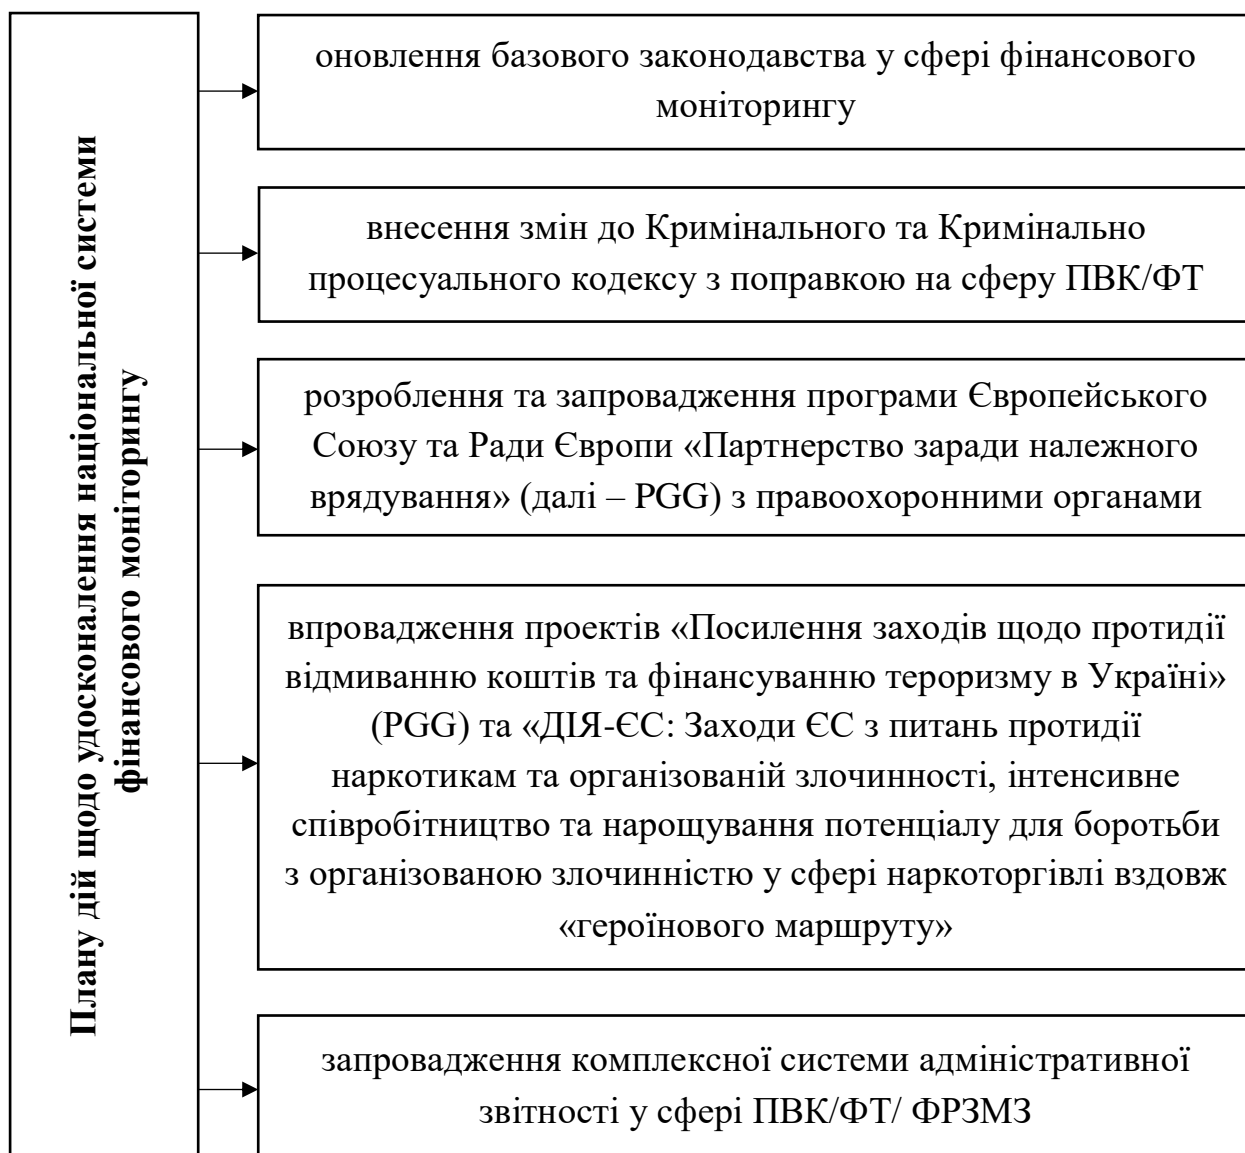 Плану дій щодо удосконалення національної системи
фінансового моніторингу
оновлення базового законодавства у сфері фінансового
моніторингу
внесення змін до Кримінального та Кримінально
процесуального кодексу з поправкою на сферу ПВК/ФТ
розроблення та запровадження програми Європейського
Союзу та Ради Європи «Партнерство заради належного
врядування» (далі – PGG) з правоохоронними органами
впровадження проектів «Посилення заходів щодо протидії
відмиванню коштів та фінансуванню тероризму в Україні»
(PGG) та «ДІЯ-ЄС: Заходи ЄС з питань протидії
наркотикам та організованій злочинності, інтенсивне
співробітництво та нарощування потенціалу для боротьби
з організованою злочинністю у сфері наркоторгівлі вздовж
«героїнового маршруту»
запровадження комплексної системи адміністративної
звітності у сфері ПВК/ФТ/ ФРЗМЗ